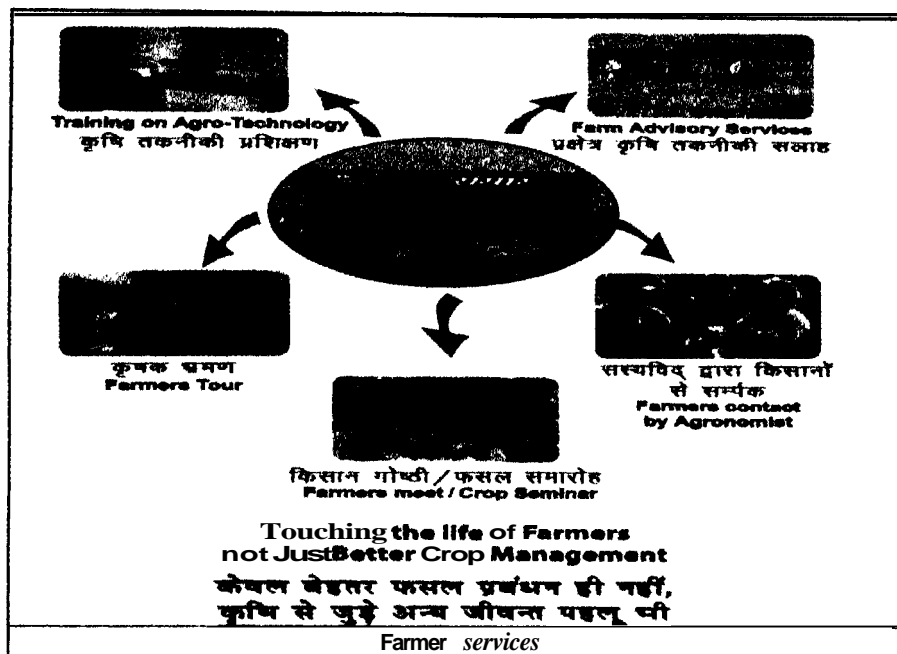 Training on Agro-Technology
कृषि तकनीकी प्रशिक्षण
Farm Advisory Services
प्रक्षेत्र कृषि तकनीकी सलाह
कृषक भ्रमण
Farmers Tour
सस्यविद् द्वारा किसानों
से सर्म्पक
Farmers contact
by Agronomist
किसान गोष्ठी/फसल समारोह
Farmers meet / Crop Seminar
Touching the life of Farmers
not Just Better Crop Management
केवल बेहतर फसल प्रबंधन ही नहीं,
कृषि से जुड़े अन्य जीवन्त पहलू भी
Farmer services